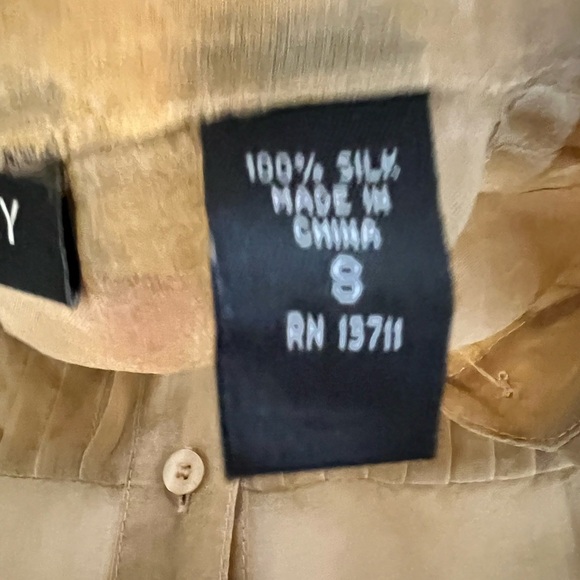 Y
100% SILK
MADE IN
CHINA
8
RN 13711